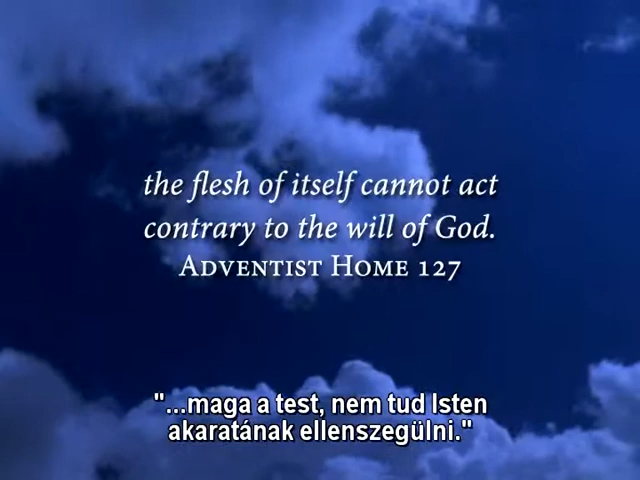 the flesh of itself cannot act
contrary to the will of God.
Adventist Home 127
"...maga a test, nem tud Isten
akaratának ellenszegülni."